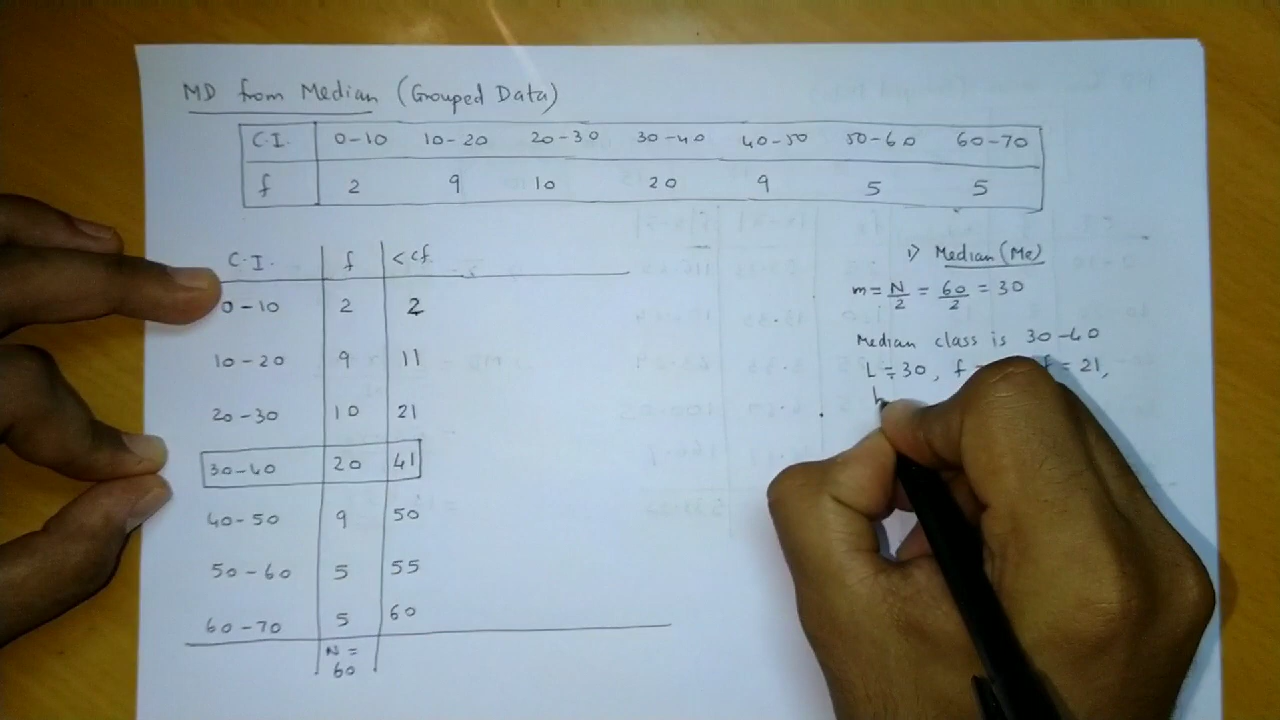 MD from Median (Grouped Data)
C.I. 0-10 10-20 20-30 30-40 40-50 50-60 60-70
f 2 9 10 20 9 5 5
C.I. f <cf
0-10 2 2
10-20 9 11
20-30 10 21
30-40 20 41
40-50 9 50
50-60 5 55
60-70 5 60
N =
60
1) Median (Me)
m = N/2 = 60/2 = 30
Median class is 30-40
L = 30, f = f = 21,
h